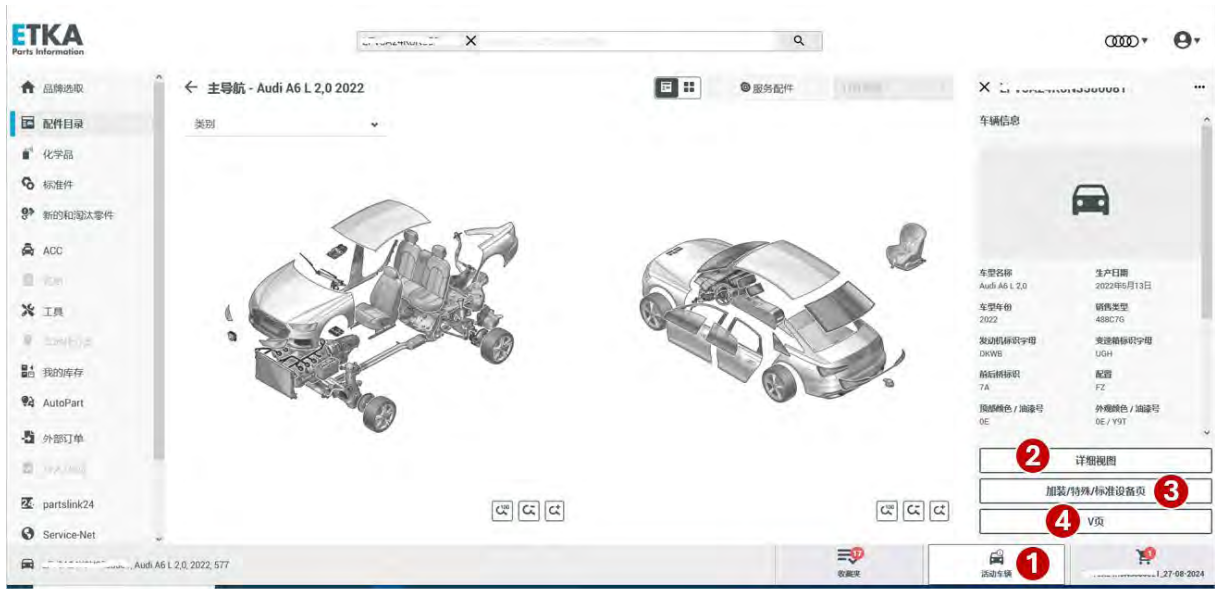 ETKA
Parts Information
X
品牌选取
← 主导航 - Audi A6 L 2,0 2022
服务配件
X
...
配件目录
类别
车辆信息
化学品
标准件
新的和淘汰零件
ACC
工具
我的库存
AutoPart
外部订单
partslink24
Service-Net
车型名称
生产日期
Audi A6 L 2,0
2022年5月13日
车型年份
销售类型
2022
488C7G
发动机标识字母
变速箱标识字母
DKWB
UGH
前后桥标识
配置
7A
FZ
顶部颜色 / 油漆号
外观颜色 / 油漆号
0E
0E / Y9T
2
详细视图
加装/特殊/标准设备页
3
4
V页
Audi A6 L 2,0, 2022, 577
17
收藏夹
活动车辆
1
1
_27-08-2024